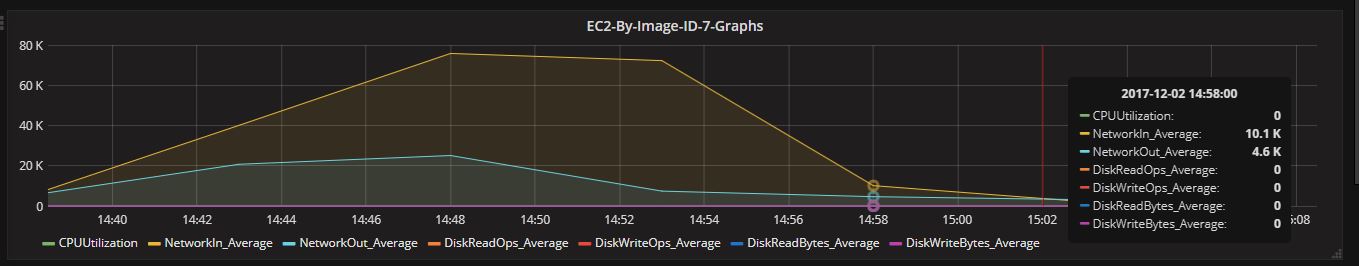 EC2-By-Image-ID-7-Graphs
80 K
60 K
40 K
20 K
0
14:40 14:42 14:44 14:46 14:48 14:50 14:52 14:54 14:56 14:58 15:00 15:02 5:08
CPUUtilization NetworkIn_Average NetworkOut_Average DiskReadOps_Average DiskWriteOps_Average DiskReadBytes_Average DiskWriteBytes_Average
2017-12-02 14:58:00
CPUUtilization: 0
NetworkIn_Average: 10.1 K
NetworkOut_Average: 4.6 K
DiskReadOps_Average: 0
DiskWriteOps_Average: 0
DiskReadBytes_Average: 0
DiskWriteBytes_Average: 0